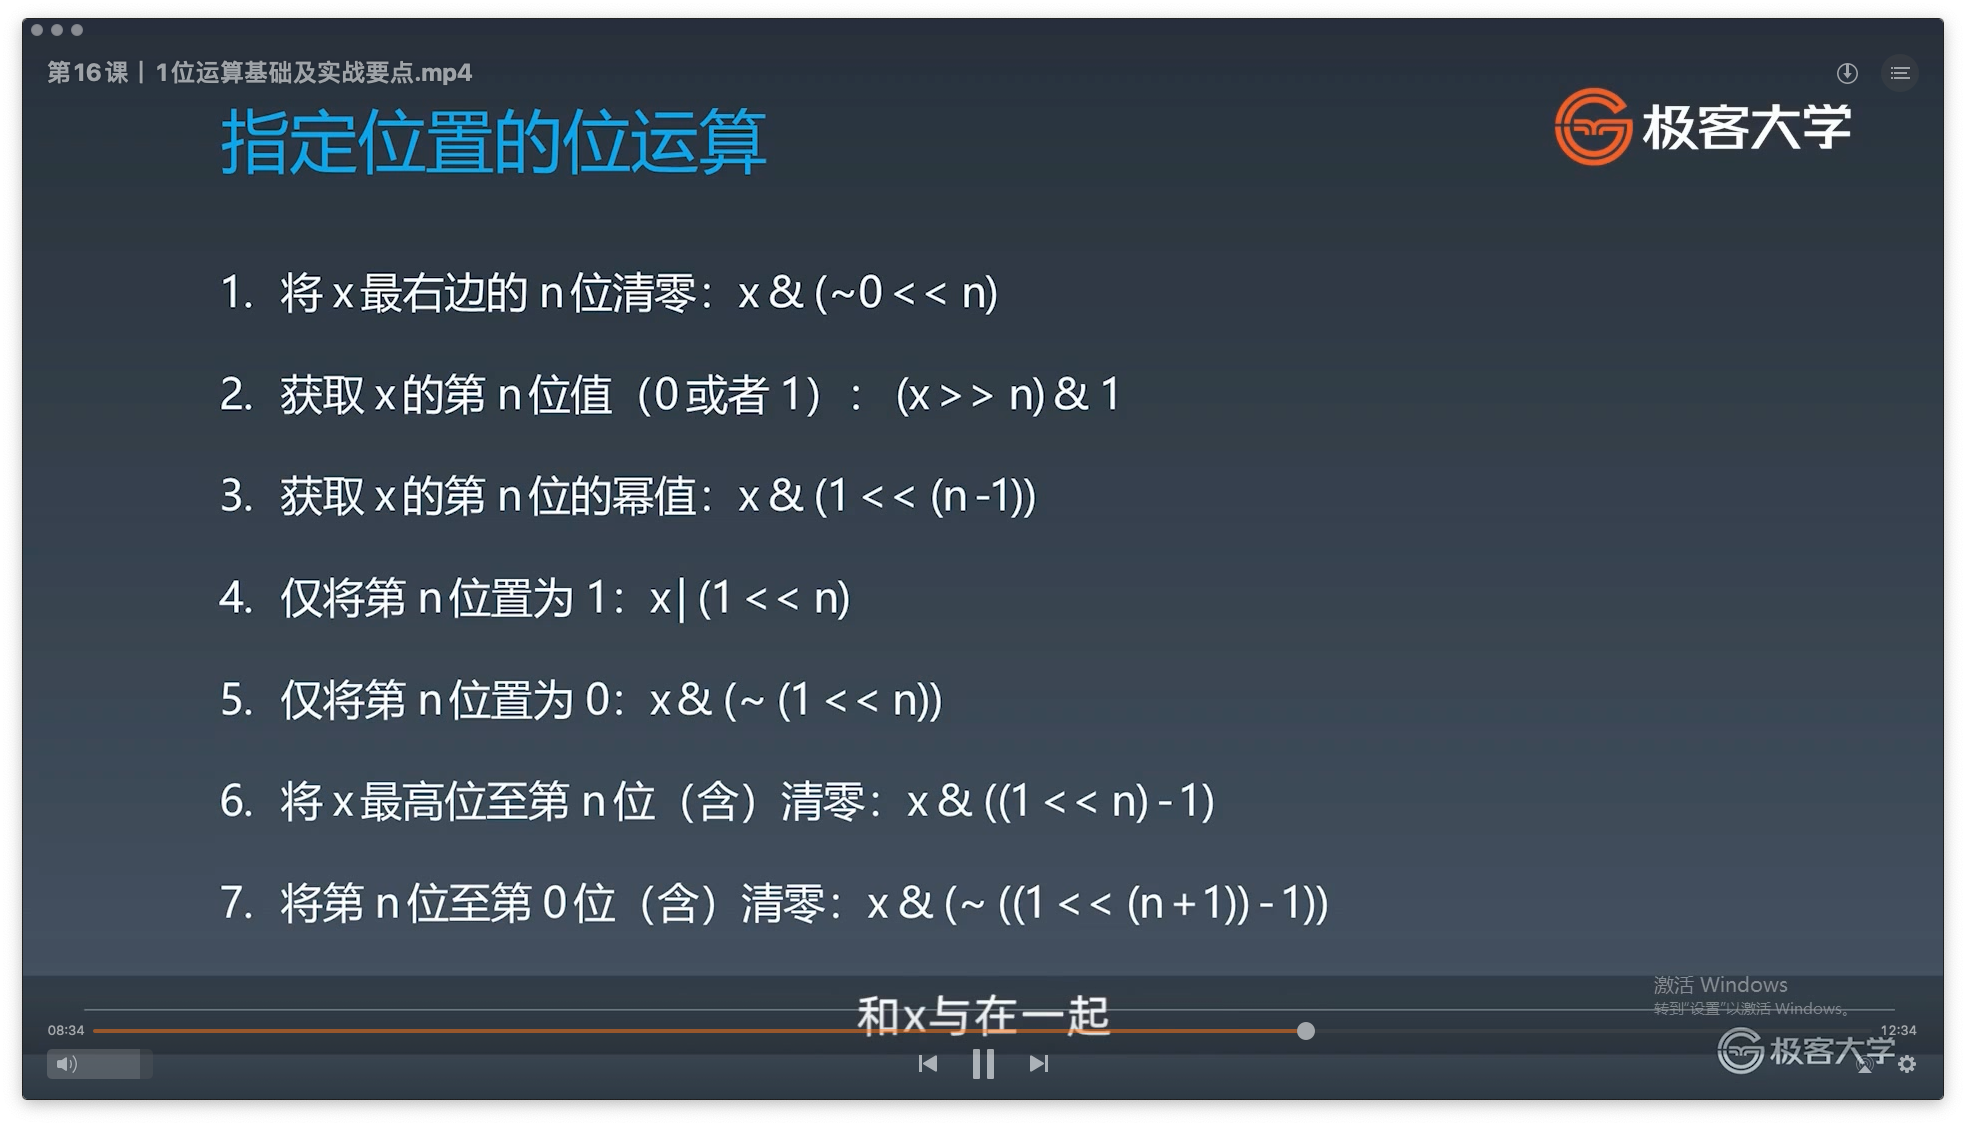 第16课｜1位运算基础及实战要点.mp4
指定位置的位运算
极客大学
1. 将 x 最右边的 n 位清零：x & (~0 << n)
2. 获取 x 的第 n 位值（0 或者 1）： (x >> n) & 1
3. 获取 x 的第 n 位的幂值：x & (1 << (n -1))
4. 仅将第 n 位置为 1：x | (1 << n)
5. 仅将第 n 位置为 0：x & (~ (1 << n))
6. 将 x 最高位至第 n 位（含）清零：x & ((1 << n) - 1)
7. 将第 n 位至第 0 位（含）清零：x & (~ ((1 << (n + 1)) - 1))
激活 Windows
转到“设置”以激活 Windows。
和x与在一起
08:34
12:34
极客大学